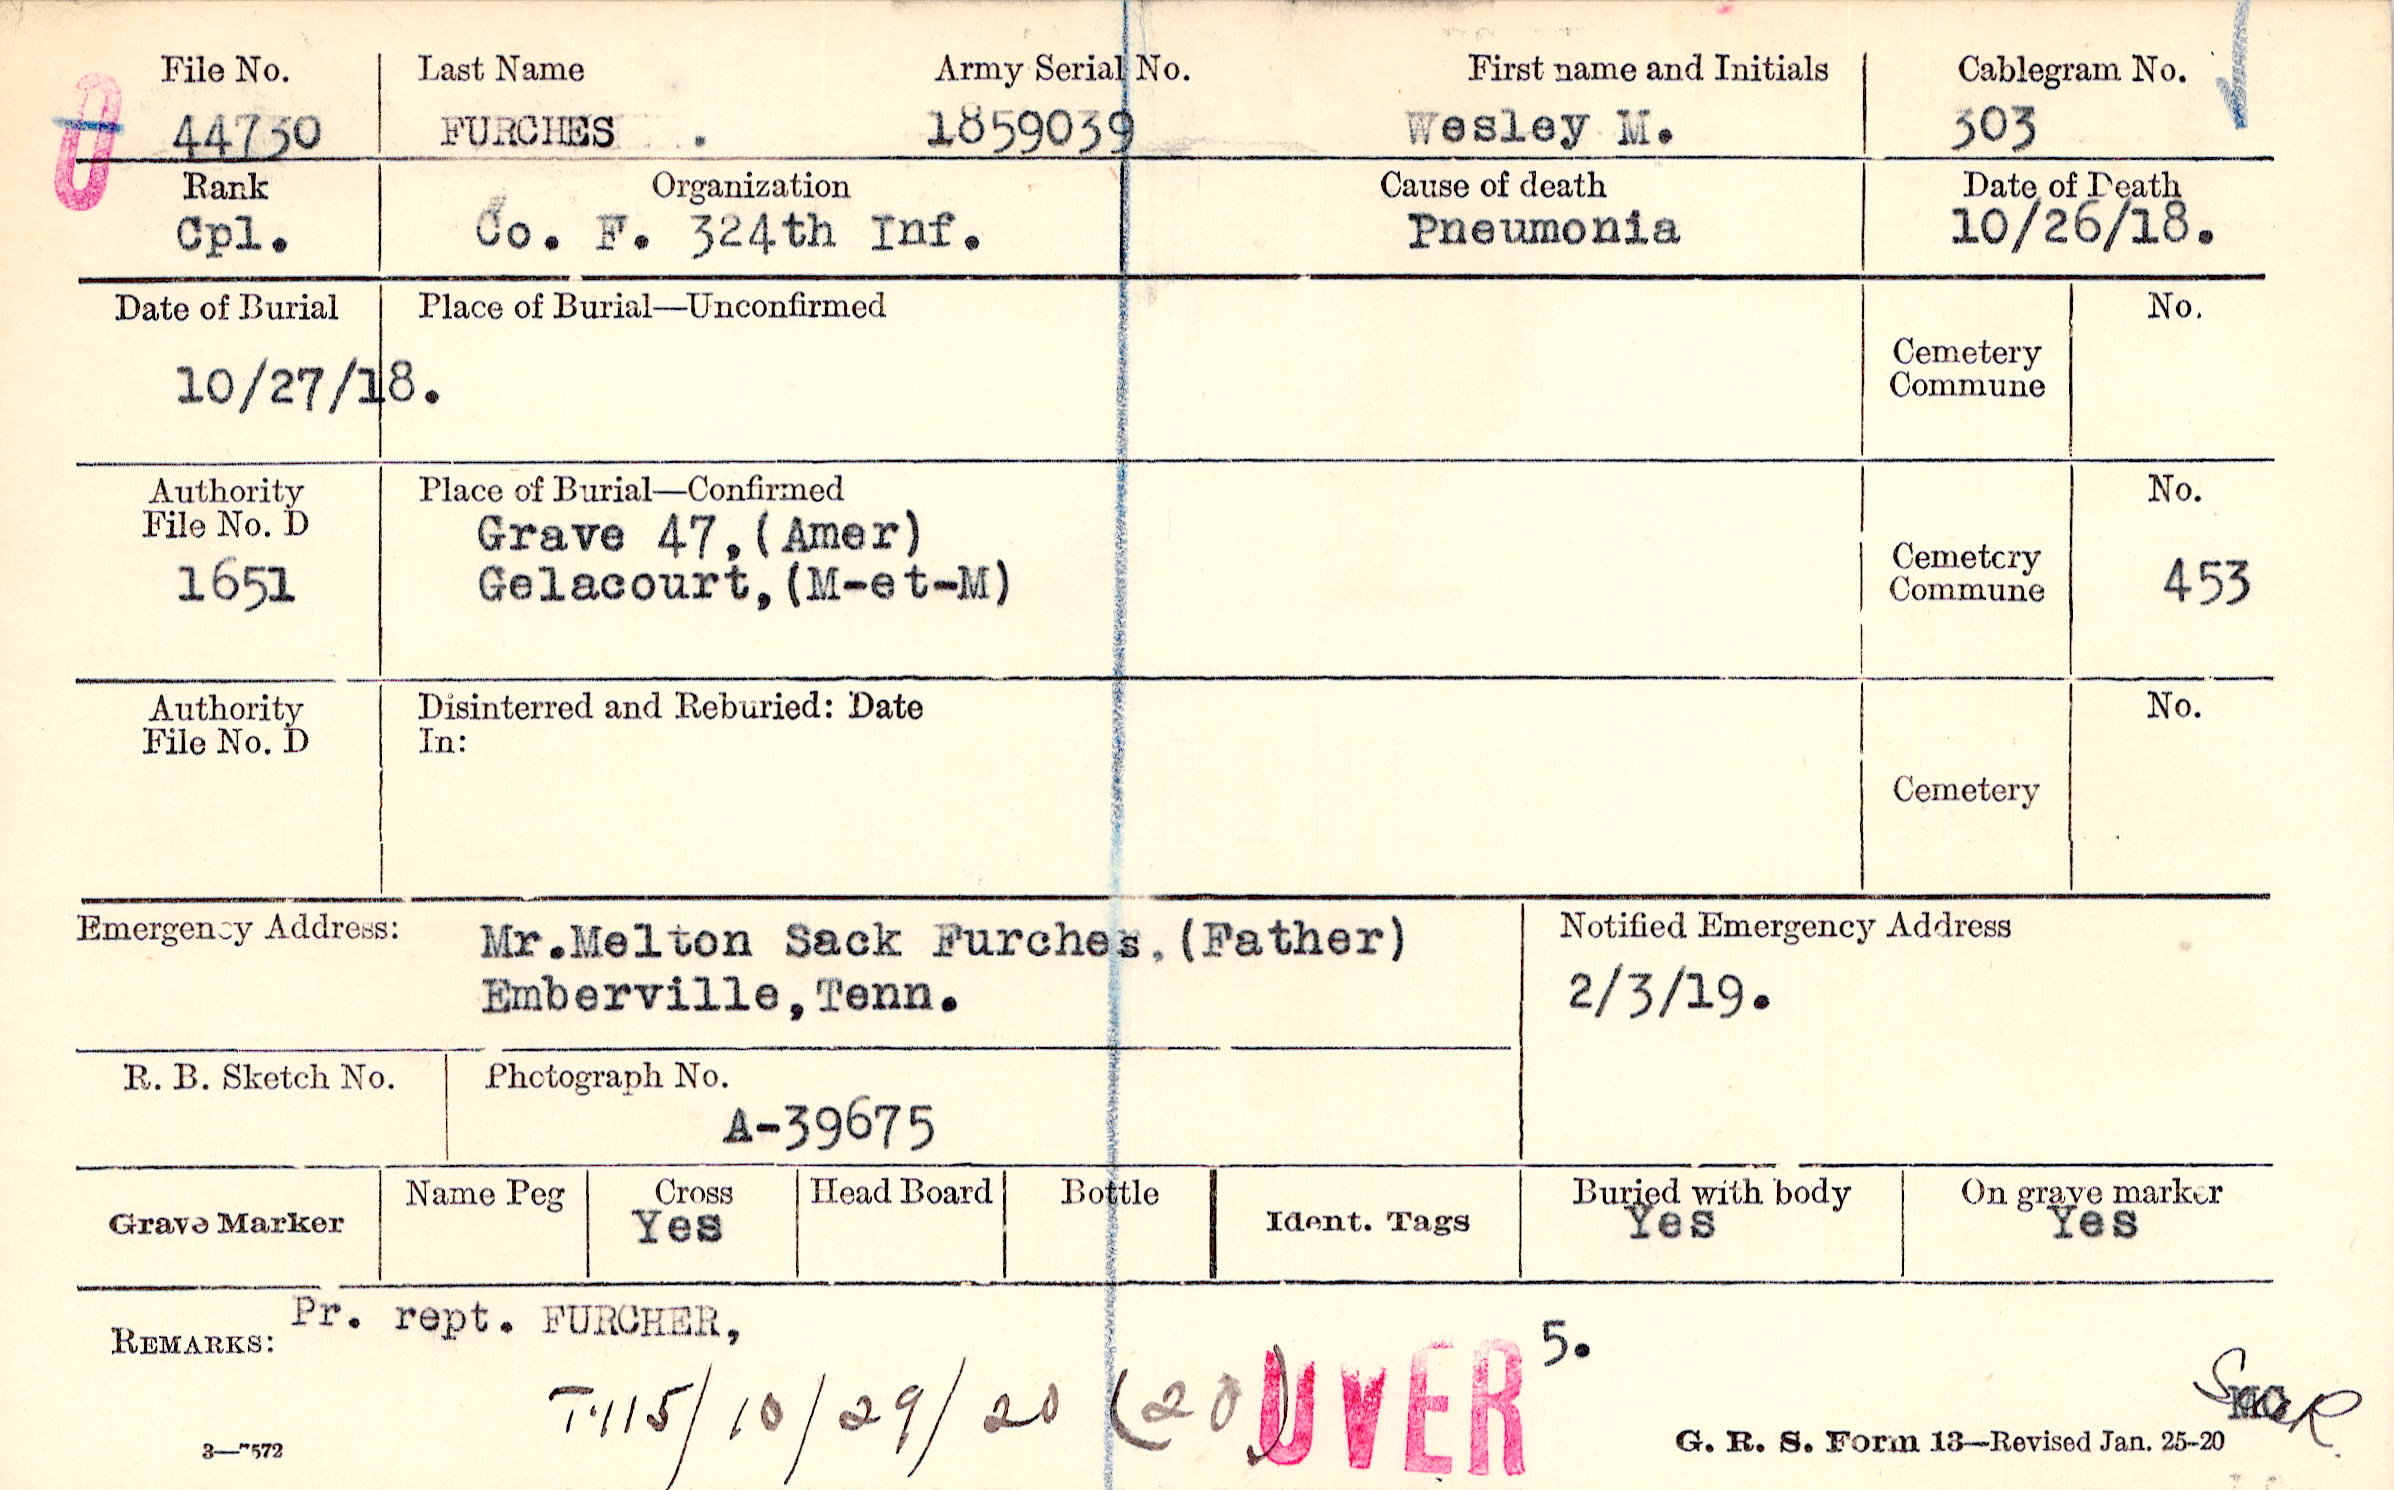 File No. Last Name Army Serial No. First name and Initials Cablegram No.
44730 FURCHES . 1859039 Wesley M. 303
Rank Organization Cause of death Date of Death
Cpl. Co. F. 324th Inf. Pneumonia 10/26/18.
Date of Burial Place of Burial—Unconfirmed No.
Cemetery
Commune
10/27/18.
Authority Place of Burial—Confirmed No.
File No. D Grave 47,(Amer) Cemetery
1651 Gelacourt,(M-et-M) Commune 453
Authority Disinterred and Reburied: Date No.
File No. D In:
Cemetery
Emergency Address: Mr.Melton Sack Furches,(Father) Notified Emergency Address
Emberville,Tenn. 2/3/19.
R. B. Sketch No. Photograph No.
A-39675
Grave Marker Name Peg Cross Head Board Bottle Ident. Tags Buried with body On grave marker
Yes Yes Yes
REMARKS: Pr. rept. FURCHER,
5.
T.115/10/29/20 (20) OVER
3—7572 G. R. S. Form 13—Revised Jan. 25-20